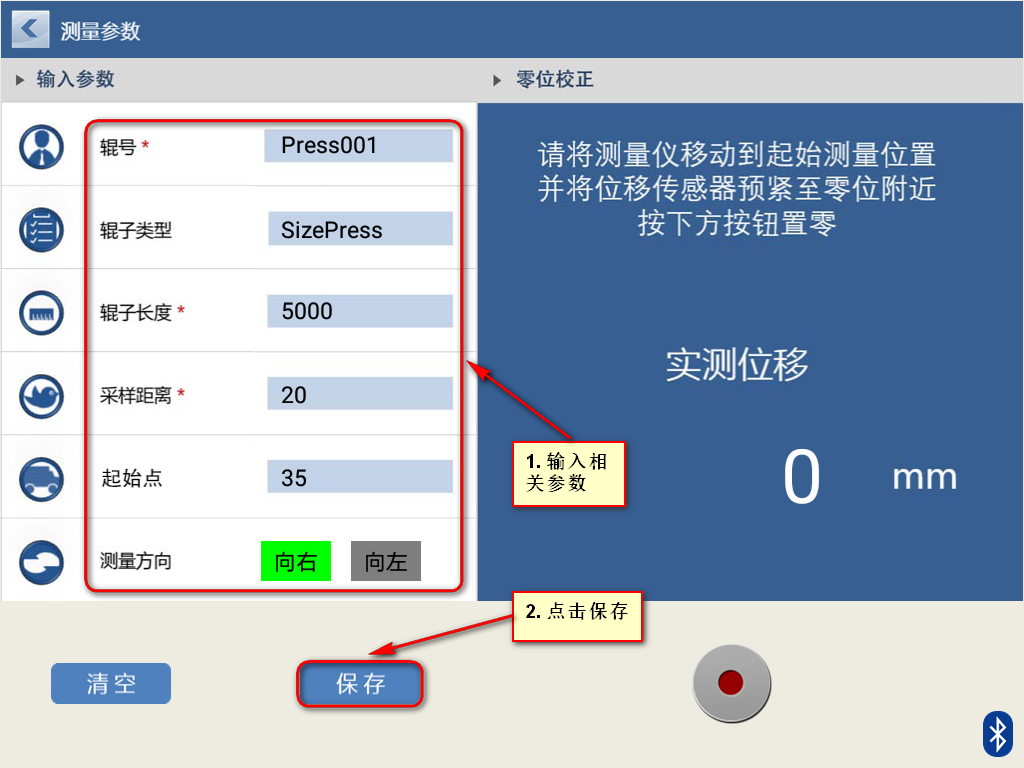 测量参数
输入参数
零位校正
辊号 *
Press001
辊子类型
SizePress
辊子长度 *
5000
采样距离 *
20
起始点
35
测量方向
向右
向左
请将测量仪移动到起始测量位置
并将位移传感器预紧至零位附近
按下方按钮置零
实测位移
0
mm
1. 输入相
关参数
2. 点击保存
清空
保存